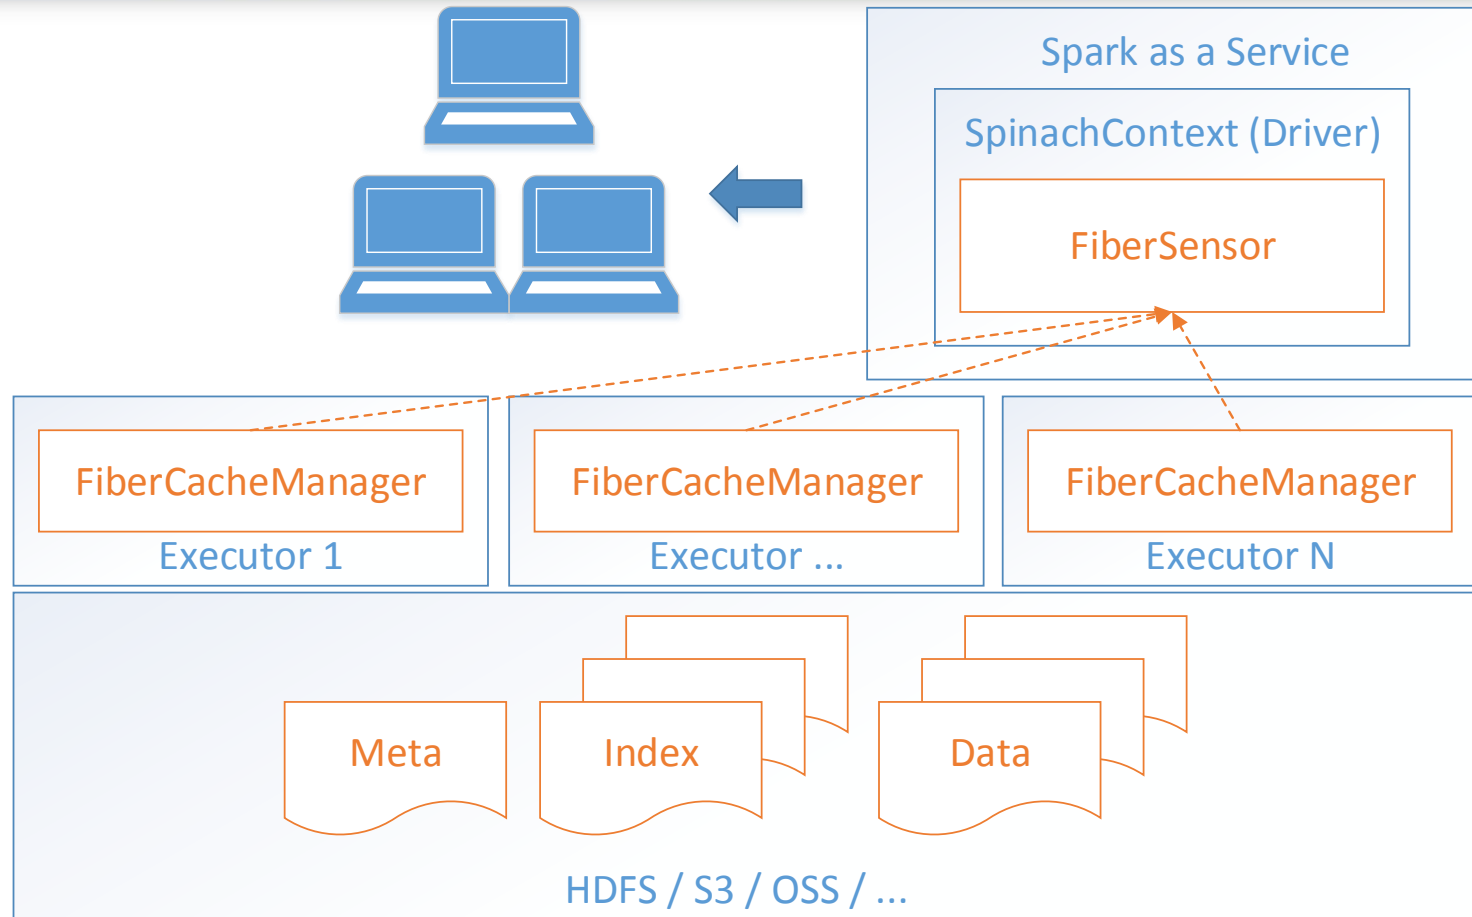 Spark as a Service
SpinachContext (Driver)
FiberSensor
FiberCacheManager
Executor 1
FiberCacheManager
Executor ...
FiberCacheManager
Executor N
Meta
Index
Data
HDFS / S3 / OSS / ...